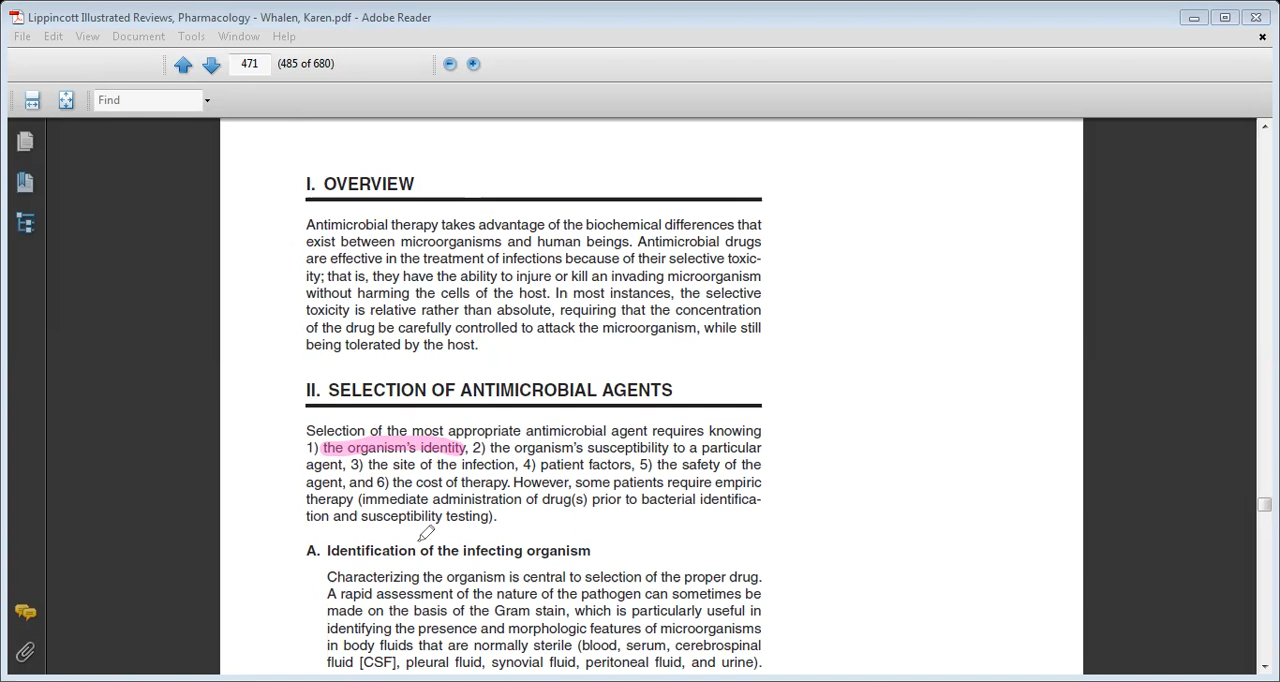 Lippincott Illustrated Reviews, Pharmacology - Whalen, Karen.pdf - Adobe Reader
File Edit View Document Tools Window Help
471 (485 of 680)
Find
I. OVERVIEW
Antimicrobial therapy takes advantage of the biochemical differences that
exist between microorganisms and human beings. Antimicrobial drugs
are effective in the treatment of infections because of their selective toxic-
ity; that is, they have the ability to injure or kill an invading microorganism
without harming the cells of the host. In most instances, the selective
toxicity is relative rather than absolute, requiring that the concentration
of the drug be carefully controlled to attack the microorganism, while still
being tolerated by the host.
II. SELECTION OF ANTIMICROBIAL AGENTS
Selection of the most appropriate antimicrobial agent requires knowing
1) the organism's identity, 2) the organism's susceptibility to a particular
agent, 3) the site of the infection, 4) patient factors, 5) the safety of the
agent, and 6) the cost of therapy. However, some patients require empiric
therapy (immediate administration of drug(s) prior to bacterial identifica-
tion and susceptibility testing).
A. Identification of the infecting organism
Characterizing the organism is central to selection of the proper drug.
A rapid assessment of the nature of the pathogen can sometimes be
made on the basis of the Gram stain, which is particularly useful in
identifying the presence and morphologic features of microorganisms
in body fluids that are normally sterile (blood, serum, cerebrospinal
fluid [CSF], pleural fluid, synovial fluid, peritoneal fluid, and urine).